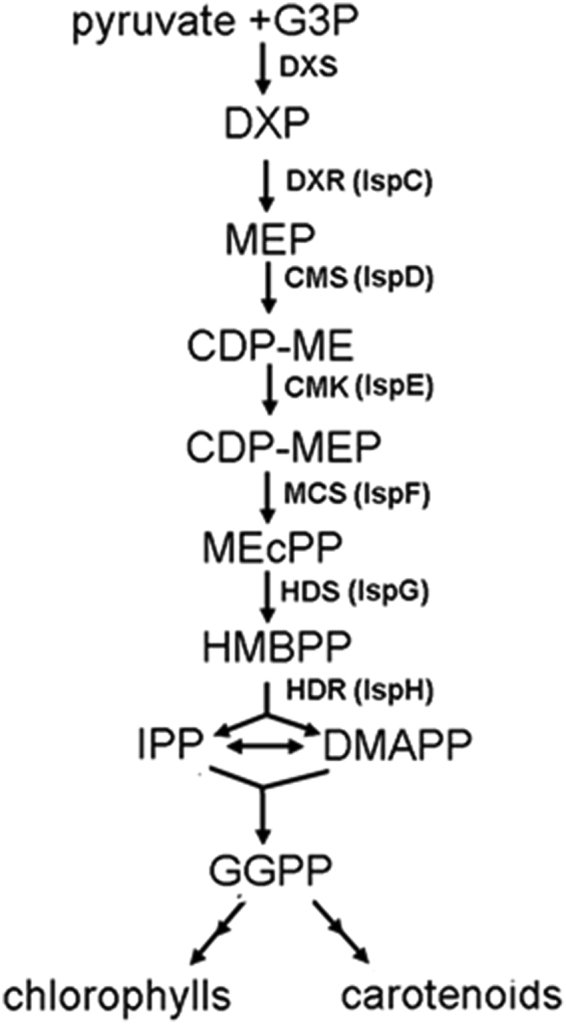 pyruvate +G3P
DXS
DXP
DXR (IspC)
MEP
CMS (IspD)
CDP-ME
CMK (IspE)
CDP-MEP
MCS (IspF)
MEcPP
HDS (IspG)
HMBPP
HDR (IspH)
IPP DMAPP
GGPP
chlorophylls carotenoids